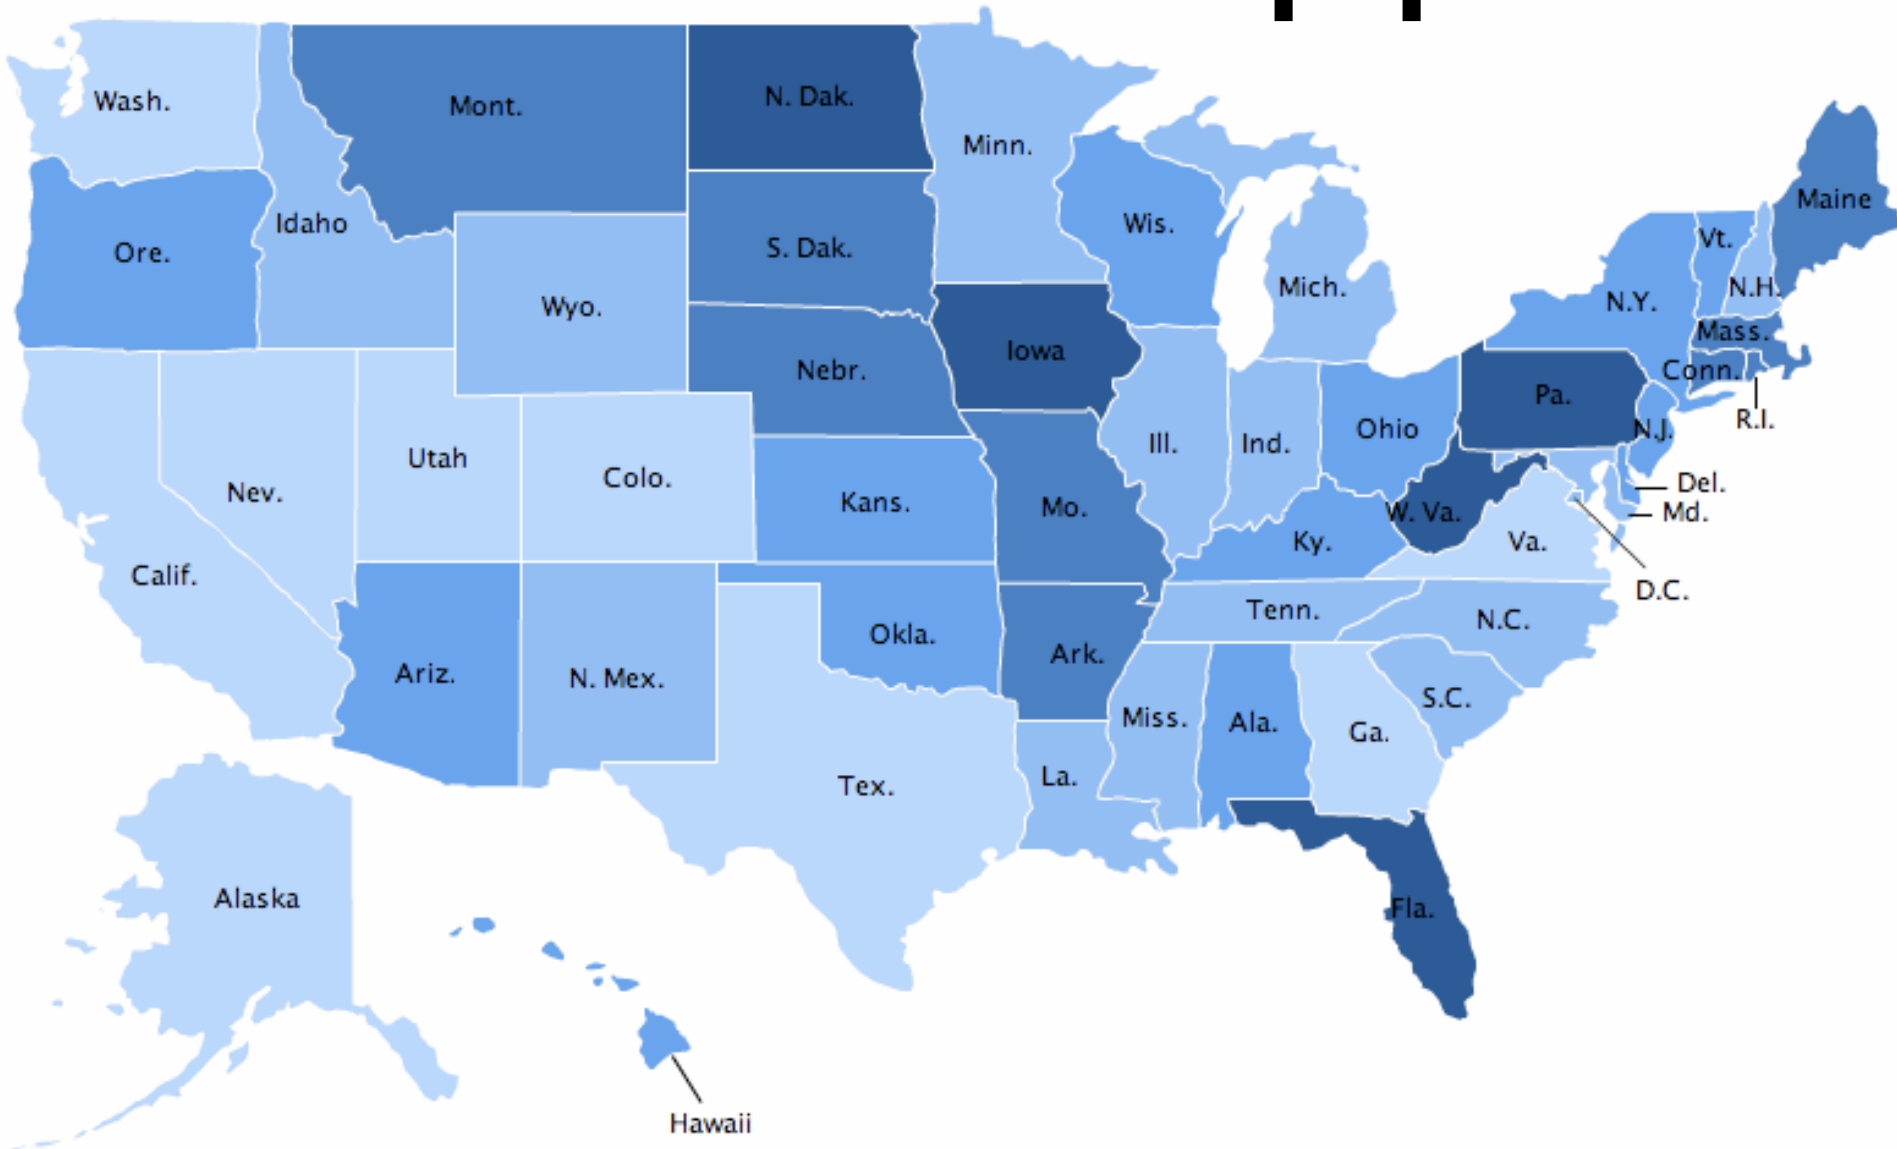 Wash.
Mont.
N. Dak.
Minn.
Maine
Idaho
Ore.
S. Dak.
Wis.
Vt.
Wyo.
Mich.
N.H.
N.Y.
Mass.
Iowa
Nebr.
Conn.
Pa.
R.I.
Ohio
N.J.
Ill.
Ind.
Utah
Colo.
Nev.
Kans.
Mo.
Del.
W. Va.
Md.
Ky.
Va.
Calif.
D.C.
Tenn.
N.C.
Okla.
Ark.
Ariz.
N. Mex.
S.C.
Miss.
Ala.
Ga.
La.
Tex.
Alaska
Fla.
Hawaii